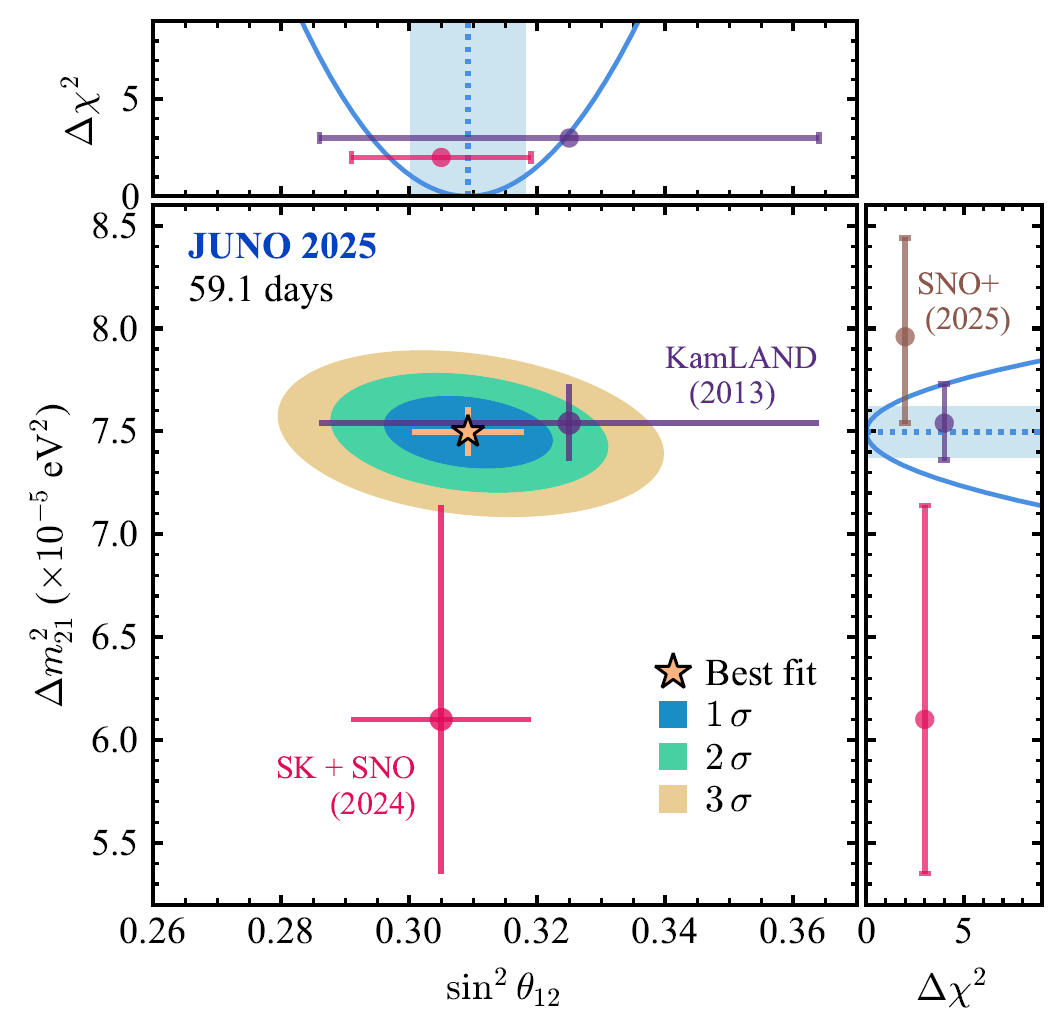 Δχ²
5
0
8.5
8.0
7.5
7.0
6.5
6.0
5.5
Δm²₂₁ (×10⁻⁵ eV²)
JUNO 2025
59.1 days
KamLAND
(2013)
SNO+
(2025)
SK + SNO
(2024)
Best fit
1 σ
2 σ
3 σ
0.26
0.28
0.30
0.32
0.34
0.36
0
5
sin² θ₁₂
Δχ²